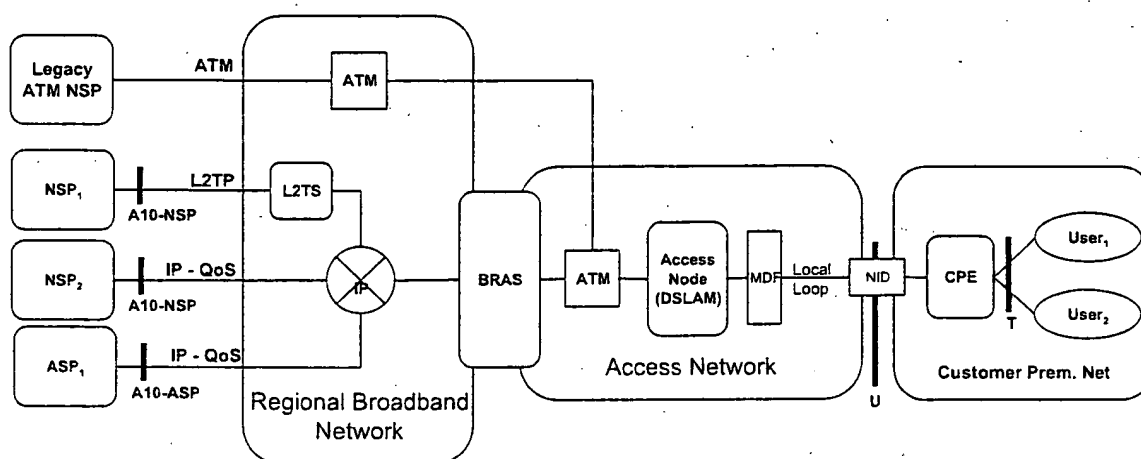 Legacy
ATM NSP
ATM
ATM
NSP₁
A10-NSP
L2TP
L2TS
NSP₂
A10-NSP
IP - QoS
IP
ASP₁
A10-ASP
IP - QoS
Regional Broadband
Network
BRAS
ATM
Access
Node
(DSLAM)
MDF
Local
Loop
Access Network
NID
U
CPE
T
User₁
User₂
Customer Prem. Net